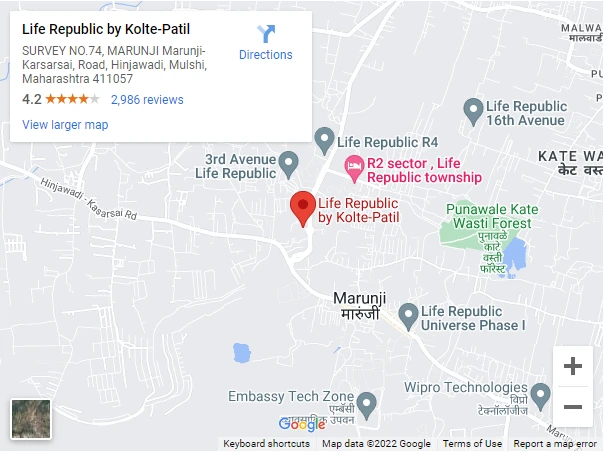 Life Republic by Kolte-Patil
SURVEY NO.74, MARUNJI Marunji-
Karsarsai, Road, Hinjawadi, Mulshi,
Maharashtra 411057
Directions
4.2
2,986 reviews
View larger map
MALWA
मालवाडी
Life Republic
16th Avenue
Life Republic R4
3rd Avenue
Life Republic
R2 sector , Life
Republic township
KATE WA
केट वस्त
Hinjawadi - Kasarsai Rd
Life Republic
by Kolte-Patil
Punawale Kate
Wasti Forest
पुनावळे
काटे
वस्ती
फॉरेस्ट
Marunji
मारुंजी
Life Republic
Universe Phase I
Embassy Tech Zone
एम्बॅसी
उपवन
Wipro Technologies
विप्रो
टेक्नॉलॉजीज
Marunji Rd
Google
Keyboard shortcuts
Map data ©2022 Google
Terms of Use
Report a map error